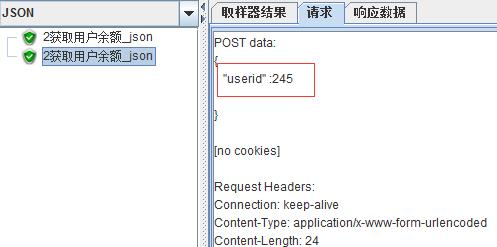 JSON
2获取用户余额_json
2获取用户余额_json
取样器结果 请求 响应数据
POST data:
{
"userid" :245
}
[no cookies]
Request Headers:
Connection: keep-alive
Content-Type: application/x-www-form-urlencoded
Content-Length: 24